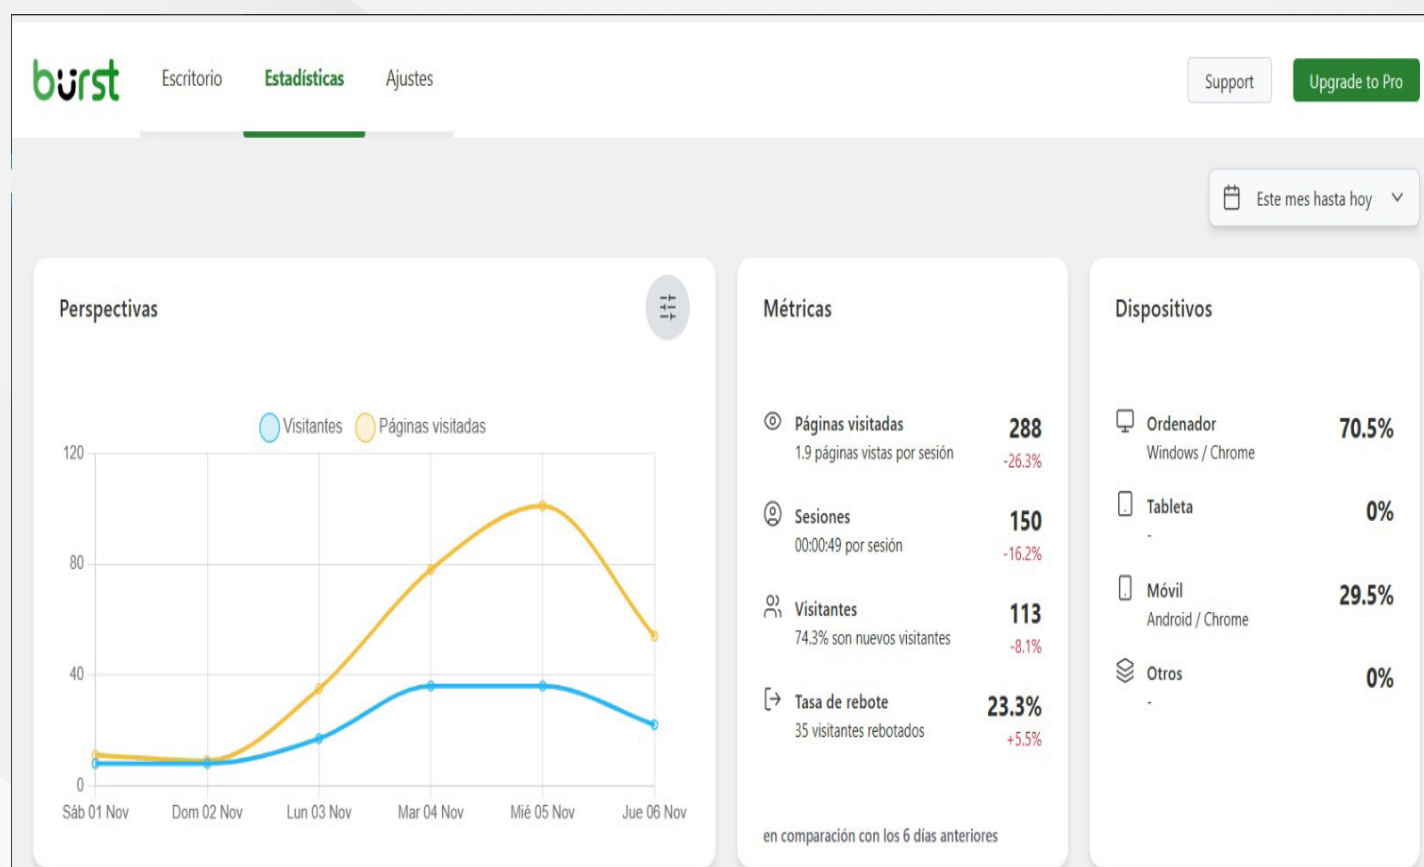 burst
Escritorio
Estadísticas
Ajustes
Support
Upgrade to Pro
Este mes hasta hoy
Perspectivas
Visitantes
Páginas visitadas
120
80
40
0
Sáb 01 Nov
Dom 02 Nov
Lun 03 Nov
Mar 04 Nov
Mié 05 Nov
Jue 06 Nov
Métricas
Páginas visitadas 288
1.9 páginas vistas por sesión -26.3%
Sesiones 150
00:00:49 por sesión -16.2%
Visitantes 113
74.3% son nuevos visitantes -8.1%
Tasa de rebote 23.3%
35 visitantes rebotados +5.5%
en comparación con los 6 días anteriores
Dispositivos
Ordenador 70.5%
Windows / Chrome
Tableta 0%
-
Móvil 29.5%
Android / Chrome
Otros 0%
-